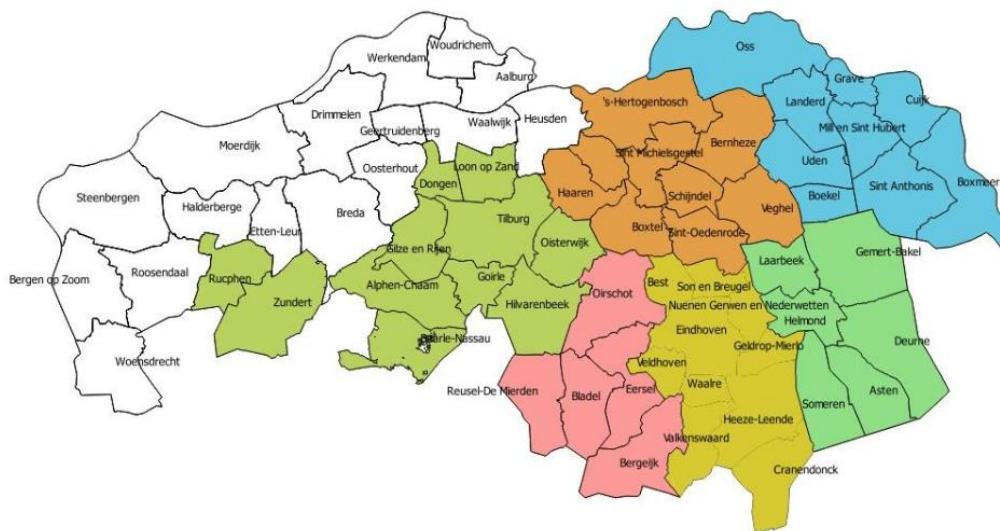 Woudrichem
Werkendam
Aalburg
Oss
Grave
Cuijk
Landerd
's-Hertogenbosch
Drimmelen
Geertruidenberg
Waalwijk
Heusden
Mill en Sint Hubert
Moerdijk
Bernheze
Sint Michielsgestel
Oosterhout
Loon op Zand
Uden
Dongen
Boxmeer
Sint Anthonis
Haaren
Schijndel
Steenbergen
Halderberge
Breda
Boekel
Veghel
Tilburg
Etten-Leur
Boxtel
Sint-Oedenrode
Oisterwijk
Gilze en Rijen
Gemert-Bakel
Laarbeek
Bergen op Zoom
Roosendaal
Rucphen
Goirle
Oirschot
Best
Son en Breugel
Alphen-Chaam
Zundert
Hilvarenbeek
Nuenen Gerwen en Nederwetten
Helmond
Eindhoven
Baarle-Nassau
Geldrop-Mierlo
Deurne
Woensdrecht
Veldhoven
Waalre
Reusel-De Mierden
Bladel
Eersel
Asten
Someren
Heeze-Leende
Valkenswaard
Bergeijk
Cranendonck